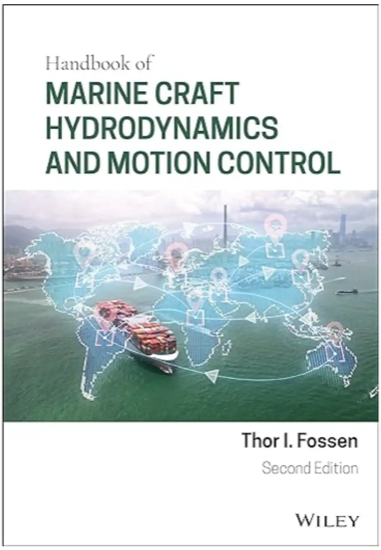 Handbook of
MARINE CRAFT
HYDRODYNAMICS
AND MOTION CONTROL
Thor I. Fossen
Second Edition
WILEY